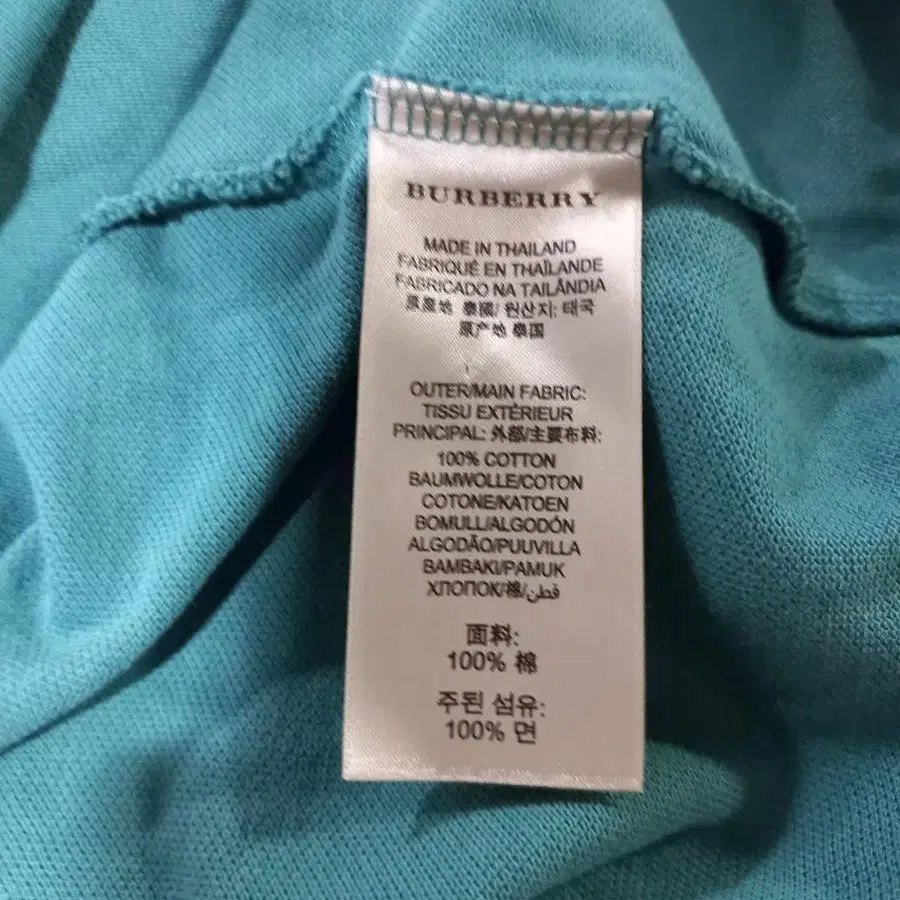 BURBERRY
MADE IN THAILAND
FABRIQUÉ EN THAÏLANDE
FABRICADO NA TAILÂNDIA
原產地 泰國/ 원산지: 태국
原产地 泰国
OUTER/MAIN FABRIC:
TISSU EXTÉRIEUR
PRINCIPAL: 外部/主要布料:
100% COTTON
BAUMWOLLE/COTON
COTONE/KATOEN
BOMULL/ALGODÓN
ALGODÃO/PUUVILLA
BAMBAKI/PAMUK
ХЛОПОК/棉/قطن
面料:
100% 棉
주된 섬유:
100% 면